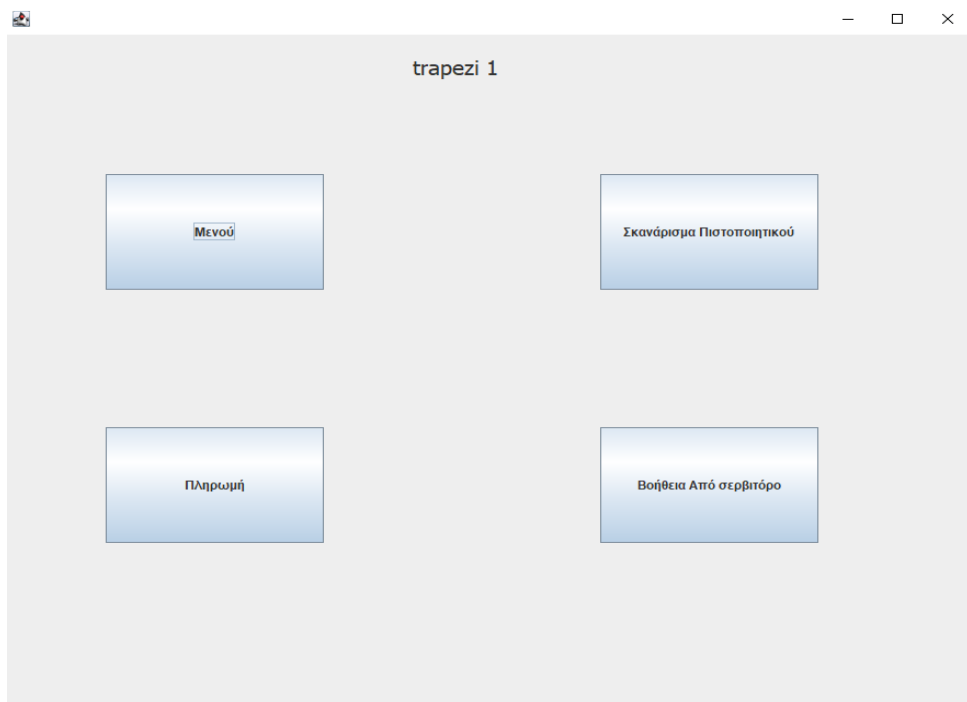 trapezi 1
Μενού
Σκανάρισμα Πιστοποιητικού
Πληρωμή
Βοήθεια Από σερβιτόρο